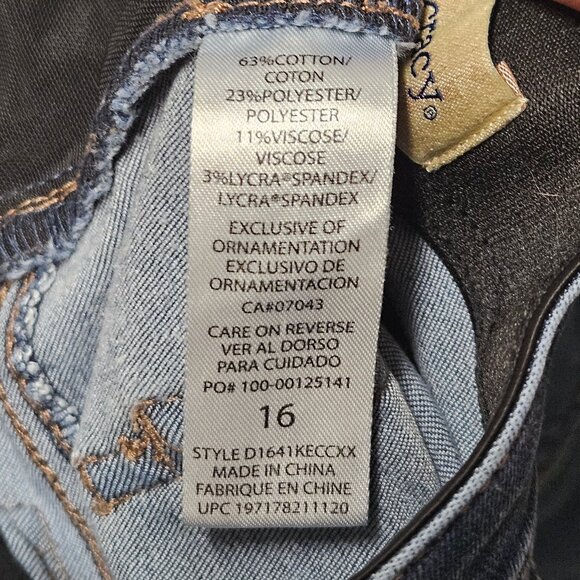 63%COTTON/
COTON
23%POLYESTER/
POLYESTER
11%VISCOSE/
VISCOSE
3%LYCRA®SPANDEX/
LYCRA®SPANDEX
EXCLUSIVE OF
ORNAMENTATION
EXCLUSIVO DE
ORNAMENTACION
CA#07043
CARE ON REVERSE
VER AL DORSO
PARA CUIDADO
PO# 100-00125141
16
STYLE D1641KECCXX
MADE IN CHINA
FABRIQUE EN CHINE
UPC 197178211120